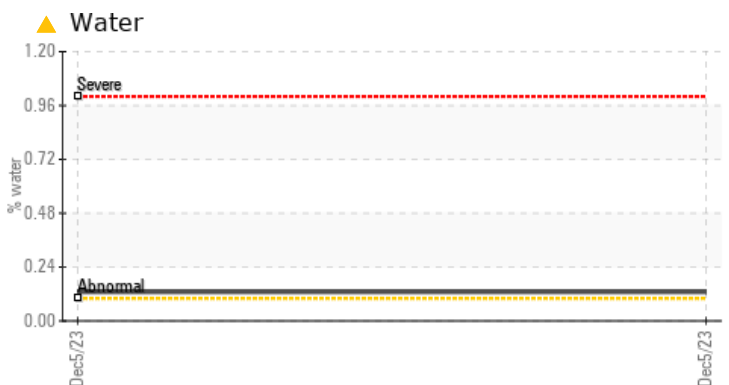 Water
1.20
Severe
0.96
0.72
% water
0.48
0.24
Abnormal
0.00
Dec5/23
Dec5/23